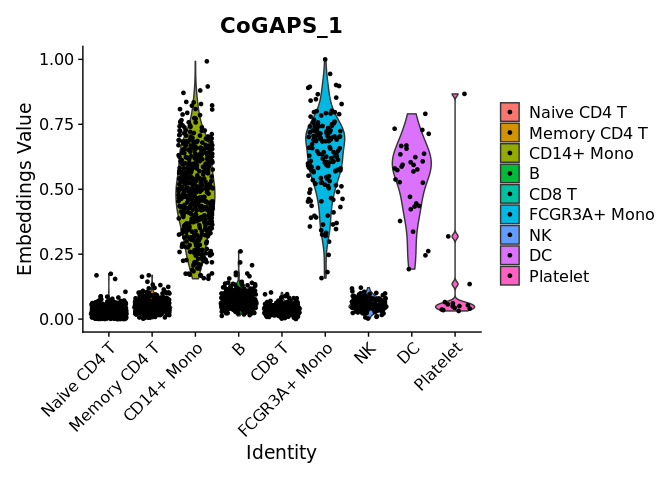 CoGAPS_1
1.00
0.75
0.50
0.25
0.00
Embeddings Value
Naive CD4 T
Memory CD4 T
CD14+ Mono
B
CD8 T
FCGR3A+ Mono
NK
DC
Platelet
Identity
Naive CD4 T
Memory CD4 T
CD14+ Mono
B
CD8 T
FCGR3A+ Mono
NK
DC
Platelet